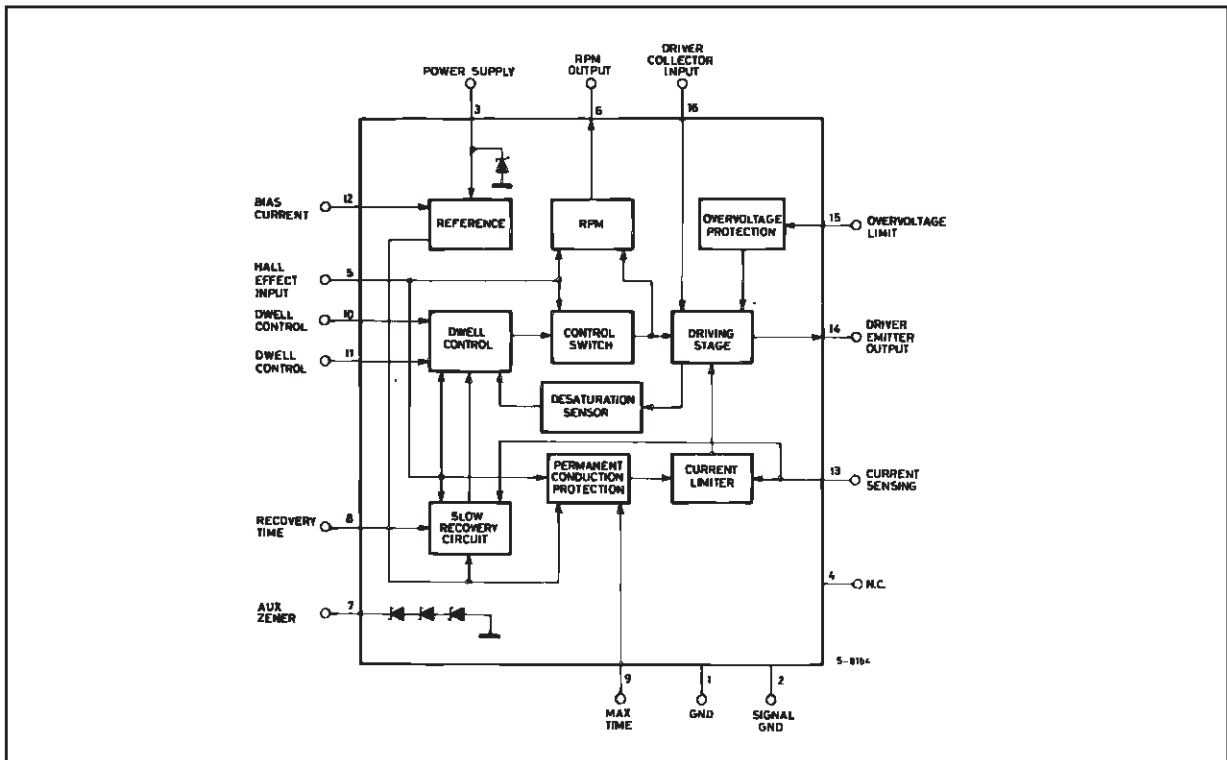 POWER SUPPLY
3
RPM
OUTPUT
6
DRIVER
COLLECTOR
INPUT
16
BIAS
CURRENT
12
REFERENCE
RPM
OVERVOLTAGE
PROTECTION
15
OVERVOLTAGE
LIMIT
HALL
EFFECT
INPUT
5
DWELL
CONTROL
10
DWELL
CONTROL
11
DWELL
CONTROL
CONTROL
SWITCH
DRIVING
STAGE
14
DRIVER
EMITTER
OUTPUT
DESATURATION
SENSOR
PERMANENT
CONDUCTION
PROTECTION
CURRENT
LIMITER
13
CURRENT
SENSING
RECOVERY
TIME
8
SLOW
RECOVERY
CIRCUIT
4
N.C.
AUX
ZENER
7
S-8164
9
MAX
TIME
1
GND
2
SIGNAL
GND